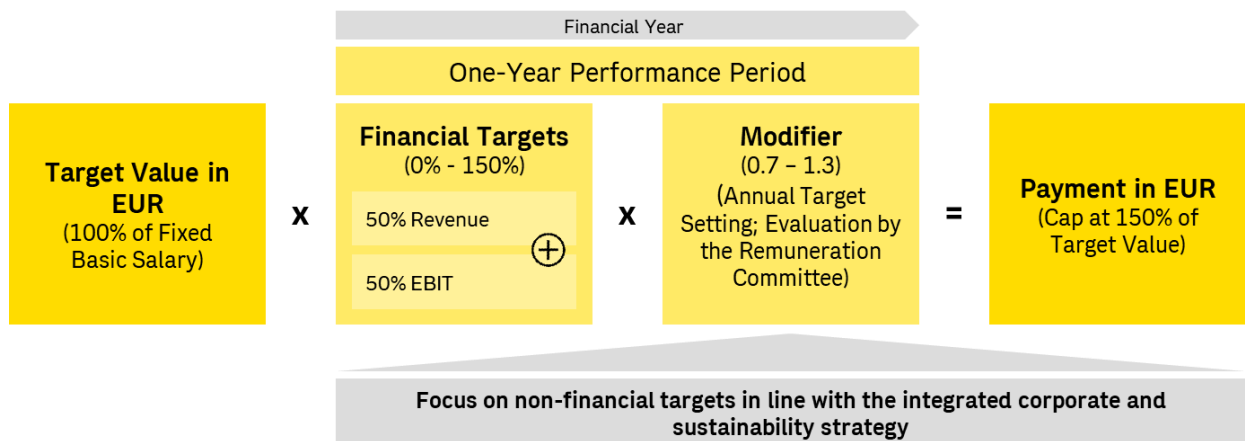 Financial Year
One-Year Performance Period
Target Value in
EUR
(100% of Fixed
Basic Salary)
x
Financial Targets
(0% - 150%)
50% Revenue
+
50% EBIT
x
Modifier
(0.7 – 1.3)
(Annual Target
Setting; Evaluation by
the Remuneration
Committee)
=
Payment in EUR
(Cap at 150% of
Target Value)
Focus on non-financial targets in line with the integrated corporate and
sustainability strategy